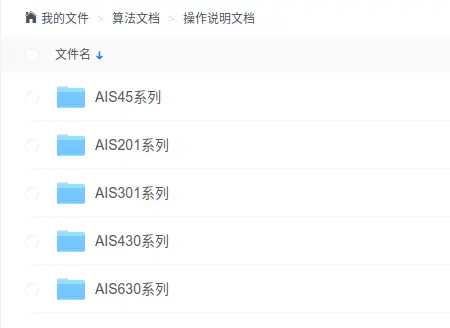 我的文件 > 算法文档 > 操作说明文档
文件名
AIS45系列
AIS201系列
AIS301系列
AIS430系列
AIS630系列